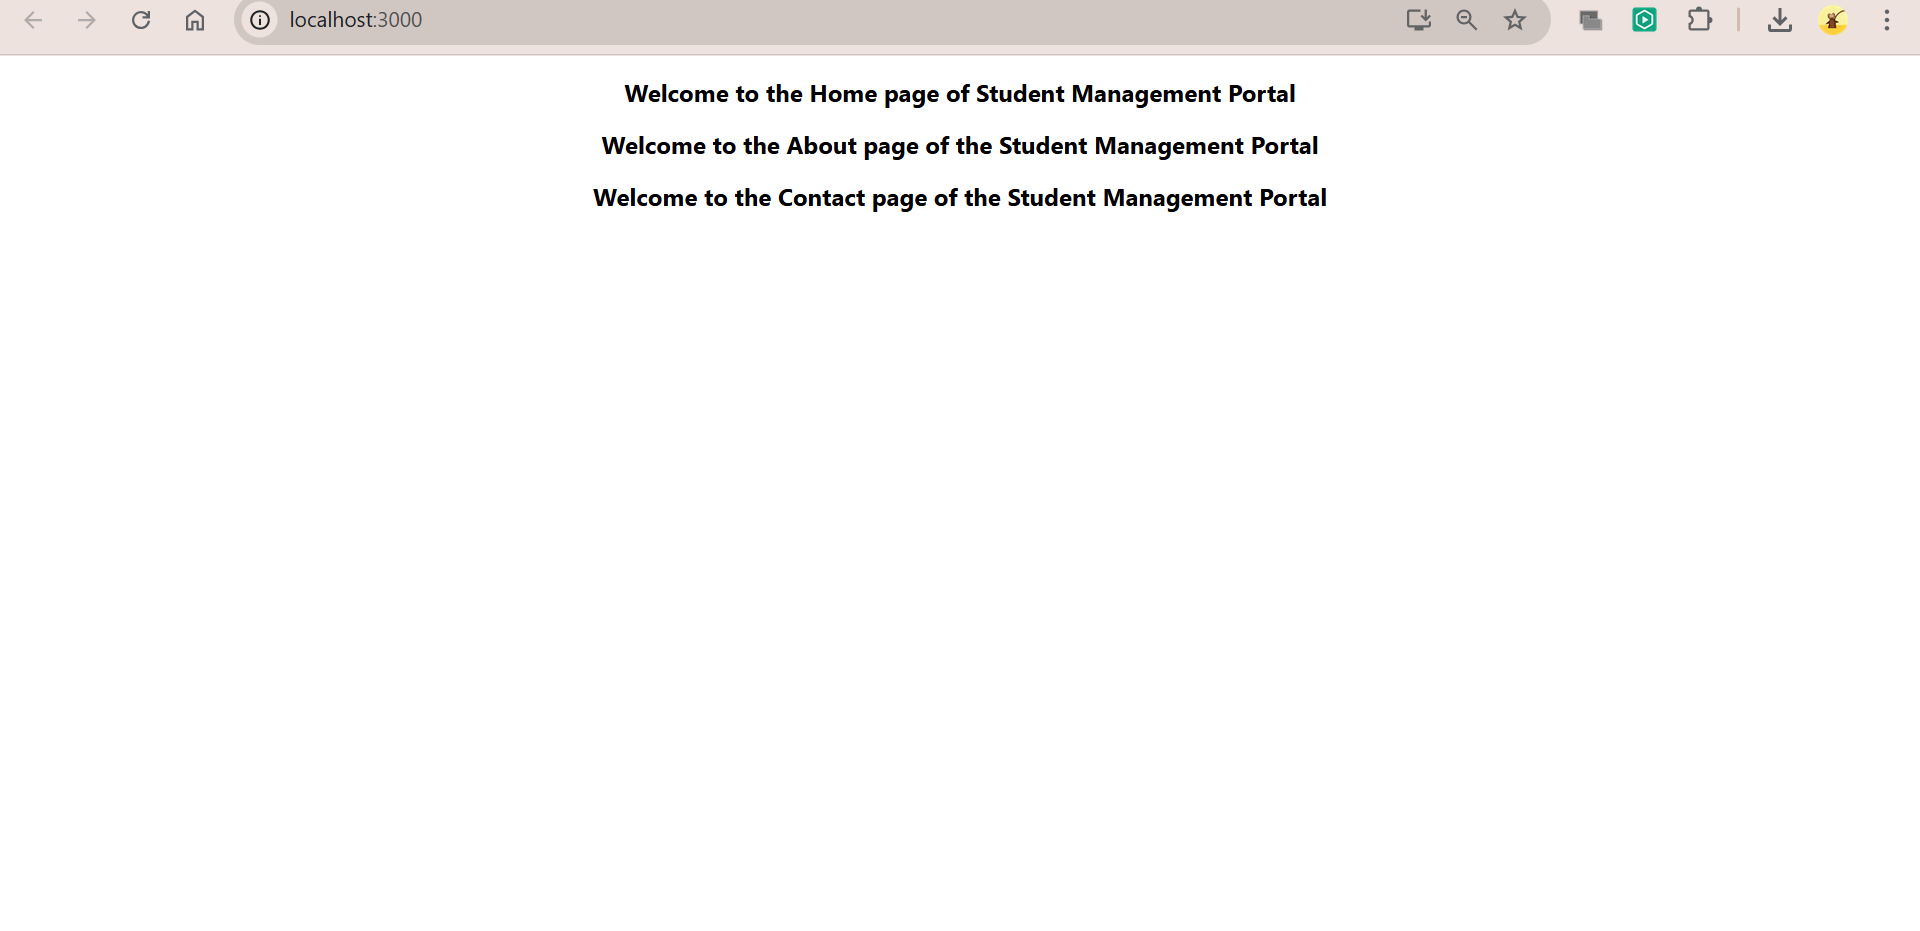 localhost:3000
Welcome to the Home page of Student Management Portal
Welcome to the About page of the Student Management Portal
Welcome to the Contact page of the Student Management Portal